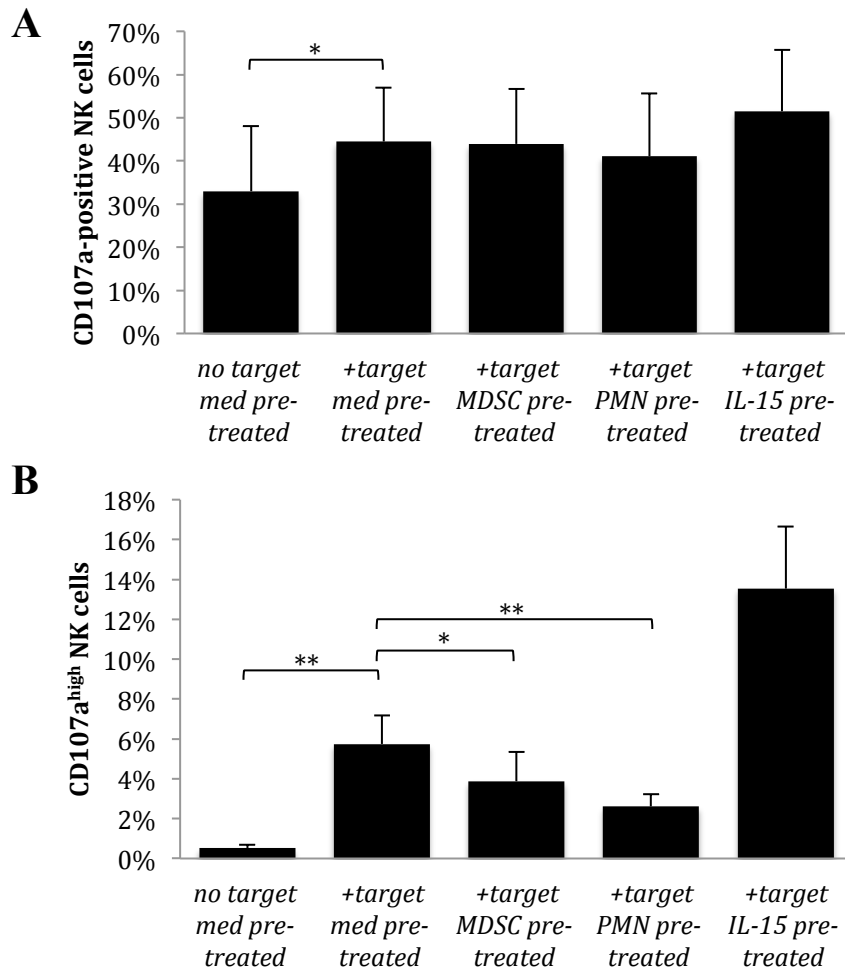 A
CD107a-positive NK cells
70%
60%
50%
40%
30%
20%
10%
0%
*
no target
med pre-
treated
+target
med pre-
treated
+target
MDSC pre-
treated
+target
PMN pre-
treated
+target
IL-15 pre-
treated
B
CD107a^high NK cells
18%
16%
14%
12%
10%
8%
6%
4%
2%
0%
**
*
**
no target
med pre-
treated
+target
med pre-
treated
+target
MDSC pre-
treated
+target
PMN pre-
treated
+target
IL-15 pre-
treated